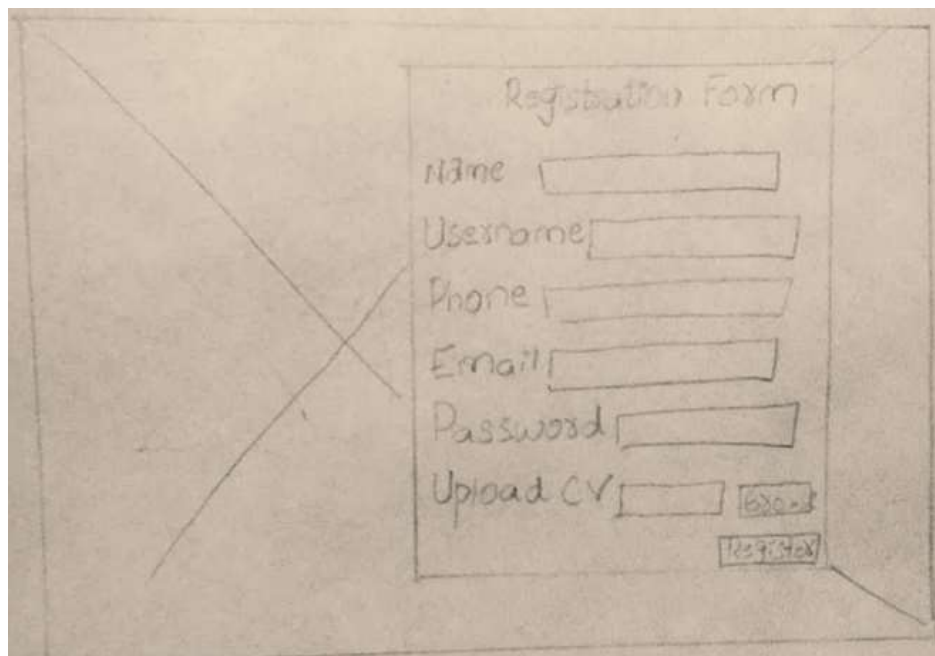 Registration Form
Name
Username
Phone
Email
Password
Upload CV
Register